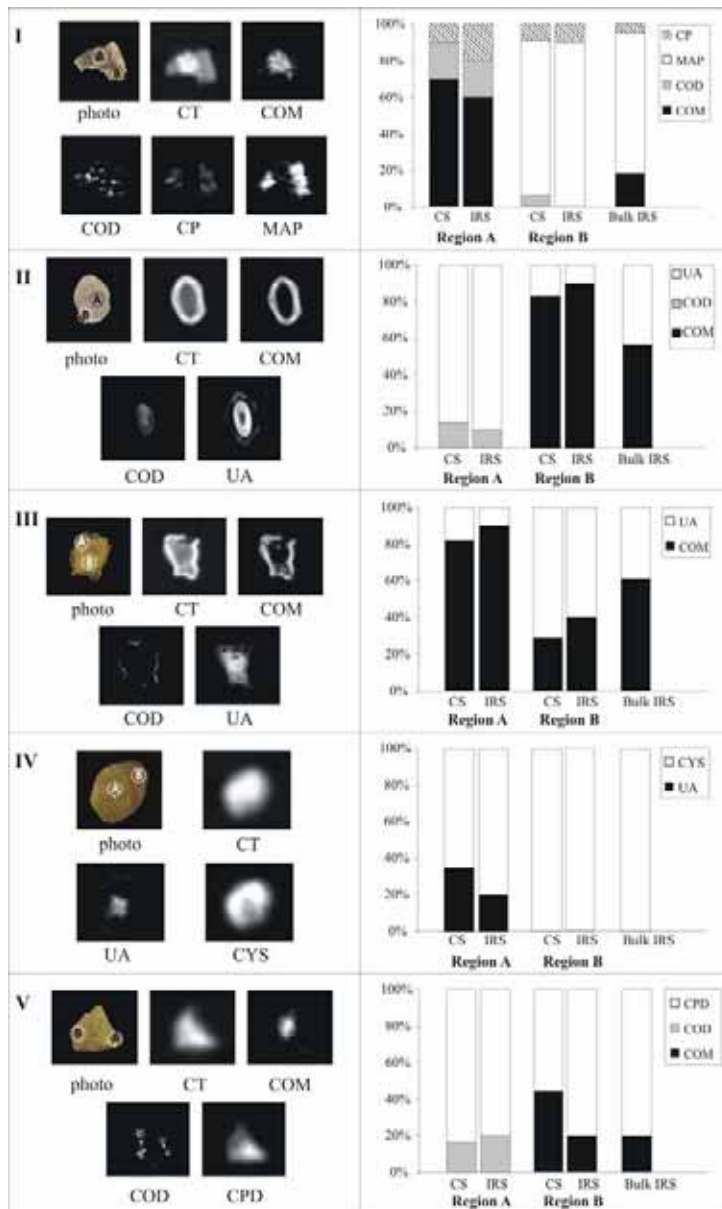 I
photo CT COM
COD CP MAP
100%
80%
60%
40%
20%
0%
CS IRS CS IRS Bulk IRS
Region A Region B
CP
MAP
COD
COM
II
A
photo CT COM
COD UA
100%
80%
60%
40%
20%
0%
CS IRS CS IRS Bulk IRS
Region A Region B
UA
COD
COM
III
A
photo CT COM
COD UA
100%
80%
60%
40%
20%
0%
CS IRS CS IRS Bulk IRS
Region A Region B
UA
COM
IV
A B
photo CT
UA CYS
100%
80%
60%
40%
20%
0%
CS IRS CS IRS Bulk IRS
Region A Region B
CYS
UA
V
photo CT COM
COD CPD
100%
80%
60%
40%
20%
0%
CS IRS CS IRS Bulk IRS
Region A Region B
CPD
COD
COM